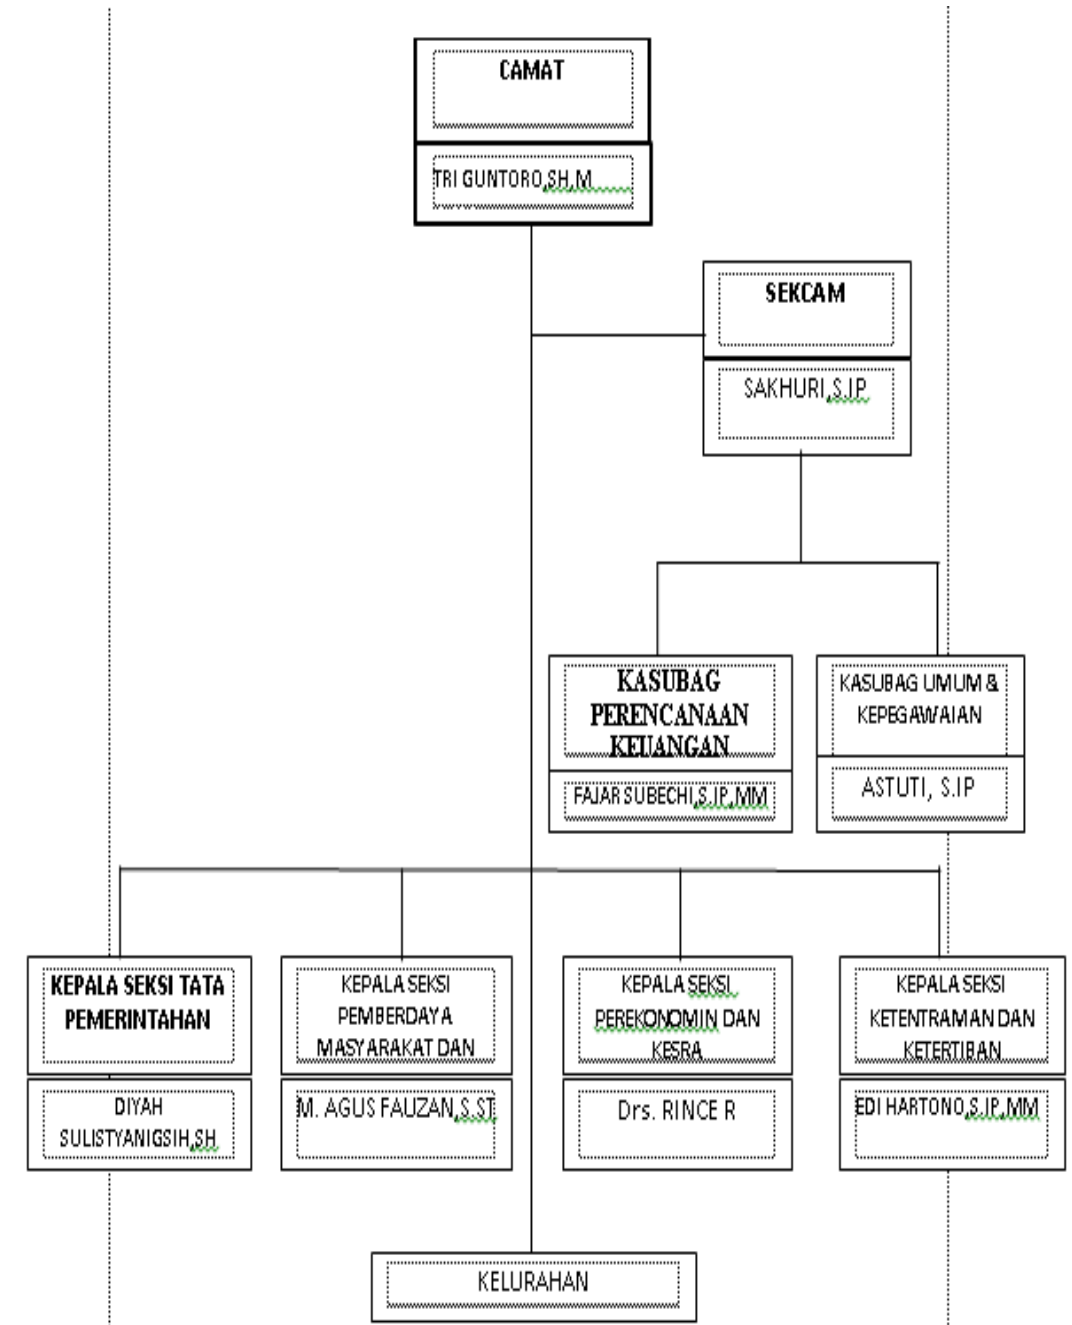 CAMAT
TRI GUNTORO,SH,M
SEKCAM
SAKHURI,S.IP
KASUBAG
PERENCANAAN
KEUANGAN
FAJAR SUBECHI,S.IP,MM
KASUBAG UMUM &
KEPEGAWAIAN
ASTUTI, S.IP
KEPALA SEKSI TATA
PEMERINTAHAN
DIYAH
SULISTYANIGSIH,SH
KEPALA SEKSI
PEMBERDAYA
MASYARAKAT DAN
M. AGUS FAUZAN,S.ST
KEPALA SEKSI
PEREKONOMIN DAN
KESRA
Drs. RINCE R
KEPALA SEKSI
KETENTRAMAN DAN
KETERTIBAN
EDI HARTONO,S.IP,MM
KELURAHAN